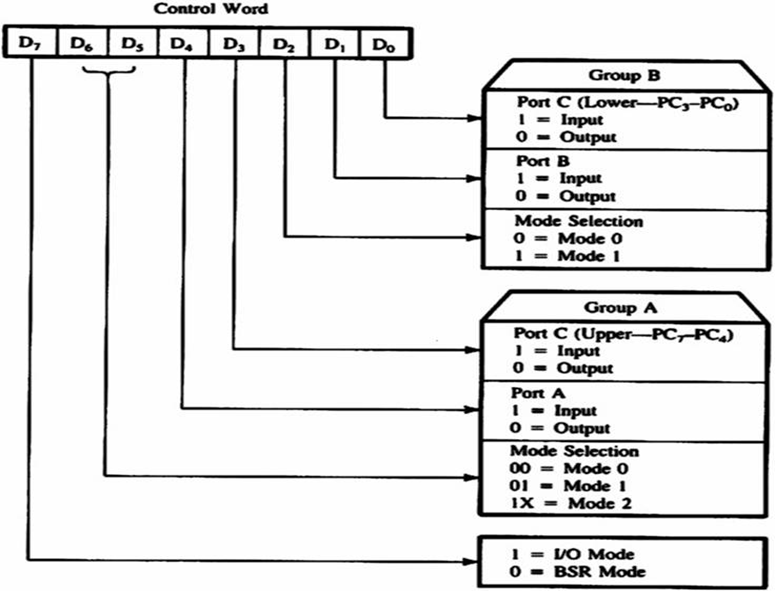 Control Word
D7 D6 D5 D4 D3 D2 D1 D0
Group B
Port C (Lower—PC3–PC0)
1 = Input
0 = Output
Port B
1 = Input
0 = Output
Mode Selection
0 = Mode 0
1 = Mode 1
Group A
Port C (Upper—PC7–PC4)
1 = Input
0 = Output
Port A
1 = Input
0 = Output
Mode Selection
00 = Mode 0
01 = Mode 1
1X = Mode 2
1 = I/O Mode
0 = BSR Mode